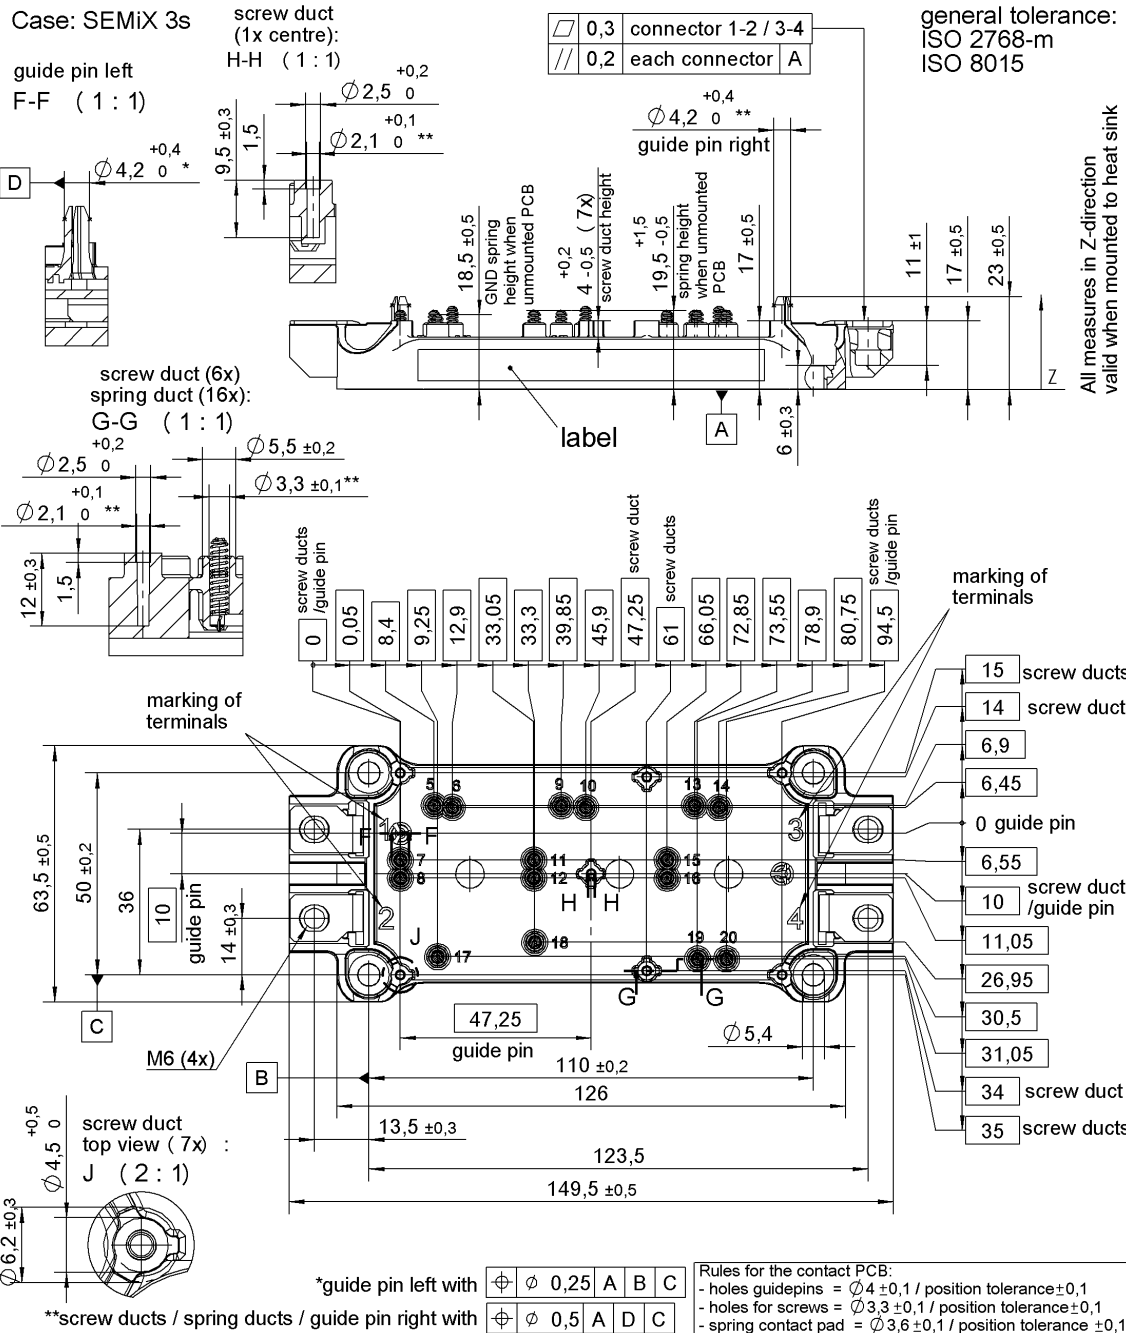 Case: SEMiX 3s
guide pin left
F-F ( 1 : 1)
D
Ø4,2 +0,4 0 *
screw duct
(1x centre):
H-H ( 1 : 1)
Ø2,5 +0,2 0
Ø2,1 +0,1 0 **
9,5 ±0,3
1,5
0,3 connector 1-2 / 3-4
// 0,2 each connector A
general tolerance:
ISO 2768-m
ISO 8015
Ø4,2 +0,4 0 **
guide pin right
18,5 ±0,5
GND spring
height when
unmounted PCB
4 +0,2 -0,5 ( 7x)
screw duct height
19,5 +1,5 -0,5
spring height
when unmounted
PCB
17 ±0,5
11 ±1
17 ±0,5
23 ±0,5
Z
All measures in Z-direction
valid when mounted to heat sink
6 ±0,3
A
label
screw duct (6x)
spring duct (16x):
G-G ( 1 : 1)
Ø2,5 +0,2 0
Ø2,1 +0,1 0 **
Ø5,5 ±0,2
Ø3,3 ±0,1**
12 ±0,3
1,5
screw ducts
/guide pin
screw duct
screw ducts
screw ducts
/guide pin
0
0,05
8,4
9,25
12,9
33,05
33,3
39,85
45,9
47,25
61
66,05
72,85
73,55
78,9
80,75
94,5
marking of
terminals
marking of
terminals
15 screw ducts
14 screw duct
6,9
6,45
0 guide pin
6,55
10 screw duct
/guide pin
11,05
26,95
30,5
31,05
34 screw duct
35 screw ducts
63,5 ±0,5
50 ±0,2
36
10
guide pin
14 ±0,3
C
M6 (4x)
1
2
3
4
5 6 9 10 13 14
F F
7 11 15
8 12 16
H H
J
17 18 19 20
G G
47,25
guide pin
Ø5,4
B
110 ±0,2
126
13,5 ±0,3
123,5
149,5 ±0,5
screw duct
top view ( 7x) :
J ( 2 : 1)
Ø4,5 +0,5 0
Ø6,2 ±0,3
*guide pin left with ⌖ ø 0,25 A B C
**screw ducts / spring ducts / guide pin right with ⌖ ø 0,5 A D C
Rules for the contact PCB:
- holes guidepins = Ø4 ±0,1 / position tolerance±0,1
- holes for screws = Ø3,3 ±0,1 / position tolerance±0,1
- spring contact pad = Ø3,6 ±0,1 / position tolerance ±0,1